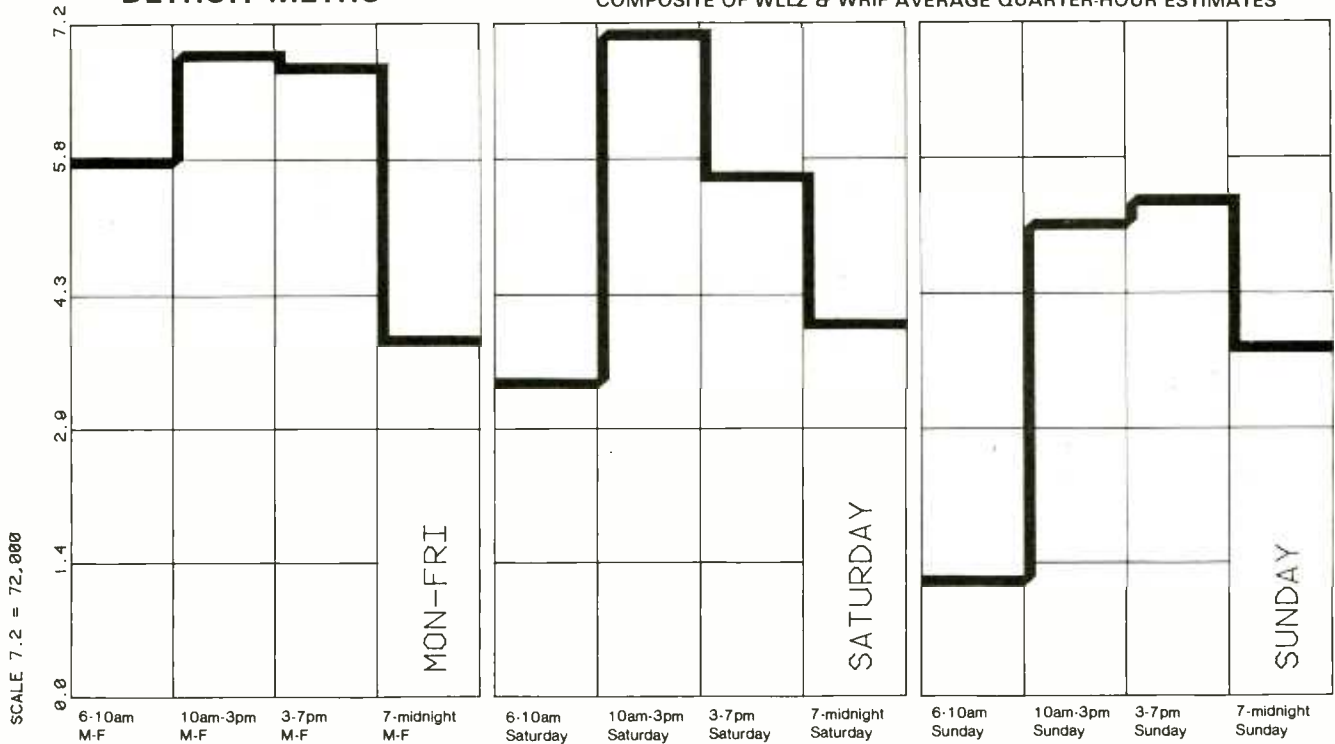 DETROIT METRO
COMPOSITE OF WLLZ & WRIF AVERAGE QUARTER-HOUR ESTIMATES
7.2
5.8
4.3
2.9
1.4
0.0
SCALE 7.2 = 72,000
MON-FRI
SATURDAY
SUNDAY
6-10am 10am-3pm 3-7pm 7-midnight 6-10am 10am-3pm 3-7pm 7-midnight 6-10am 10am-3pm 3-7pm 7-midnight
M-F M-F M-F M-F Saturday Saturday Saturday Saturday Sunday Sunday Sunday Sunday